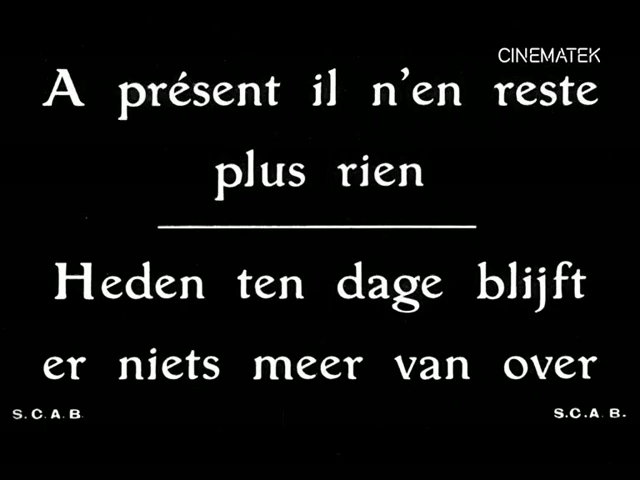 CINEMATEK
A présent il n'en reste
plus rien
Heden ten dage blijft
er niets meer van over
S.C.A.B.
S.C.A.B.